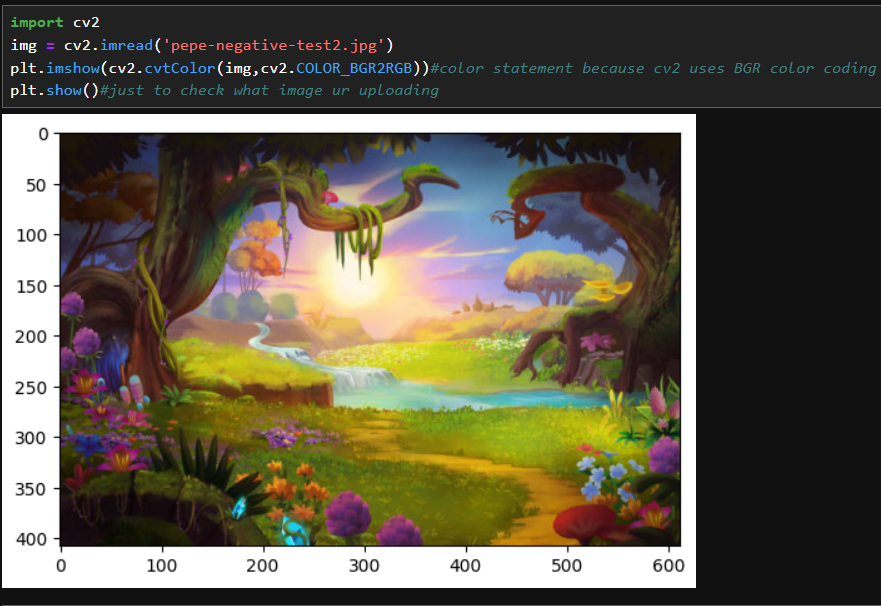 import cv2
img = cv2.imread('pepe-negative-test2.jpg')
plt.imshow(cv2.cvtColor(img,cv2.COLOR_BGR2RGB))#color statement because cv2 uses BGR color coding
plt.show()#just to check what image ur uploading
0
50
100
150
200
250
300
350
400
0 100 200 300 400 500 600